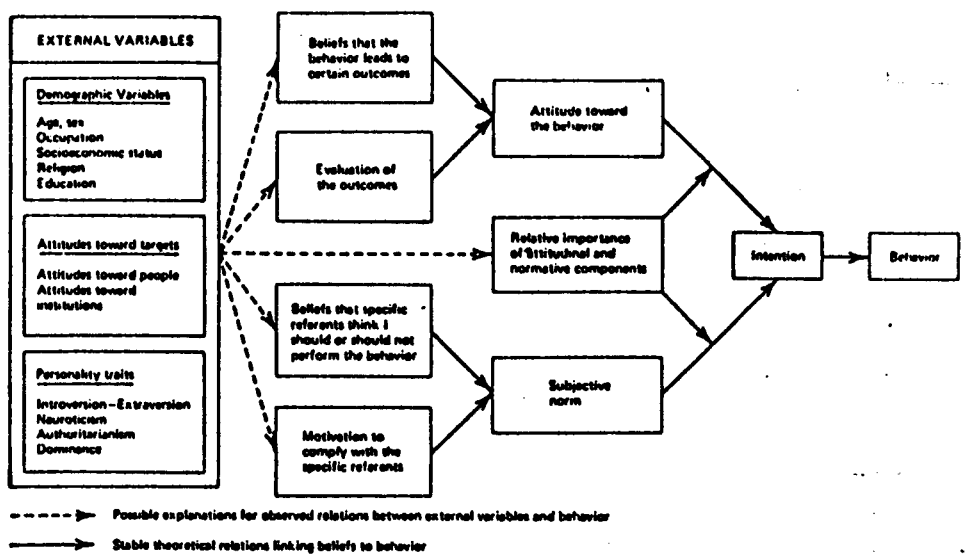 EXTERNAL VARIABLES
Demographic Variables
Age, sex
Occupation
Socioeconomic status
Religion
Education
Attitudes toward targets
Attitudes toward people
Attitudes toward
institutions
Personality traits
Introversion–Extraversion
Neuroticism
Authoritarianism
Dominance
Beliefs that the
behavior leads to
certain outcomes
Evaluation of
the outcomes
Beliefs that specific
referents think I
should or should not
perform the behavior
Motivation to
comply with the
specific referents
Attitude toward
the behavior
Relative importance
of attitudinal and
normative components
Subjective
norm
Intention
Behavior
Possible explanations for observed relations between external variables and behavior
Stable theoretical relations linking beliefs to behavior